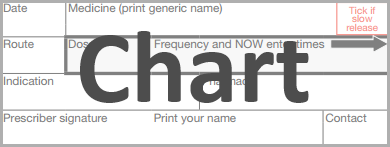 Date
Medicine (print generic name)
Tick if
slow
release
Route
Frequency and NOW enter times
Chart
Indication
Prescriber signature
Print your name
Contact